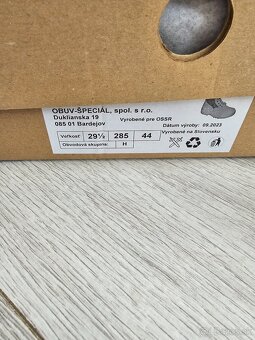 OBUV-ŠPECIÁL, spol. s r.o.
Duklianska 19
085 01 Bardejov
Vyrobené pre OSSR
Dátum výroby: 09.2023
Veľkosť 29½ 285 44
Vyrobené na Slovensku
Obvodová skupina: H